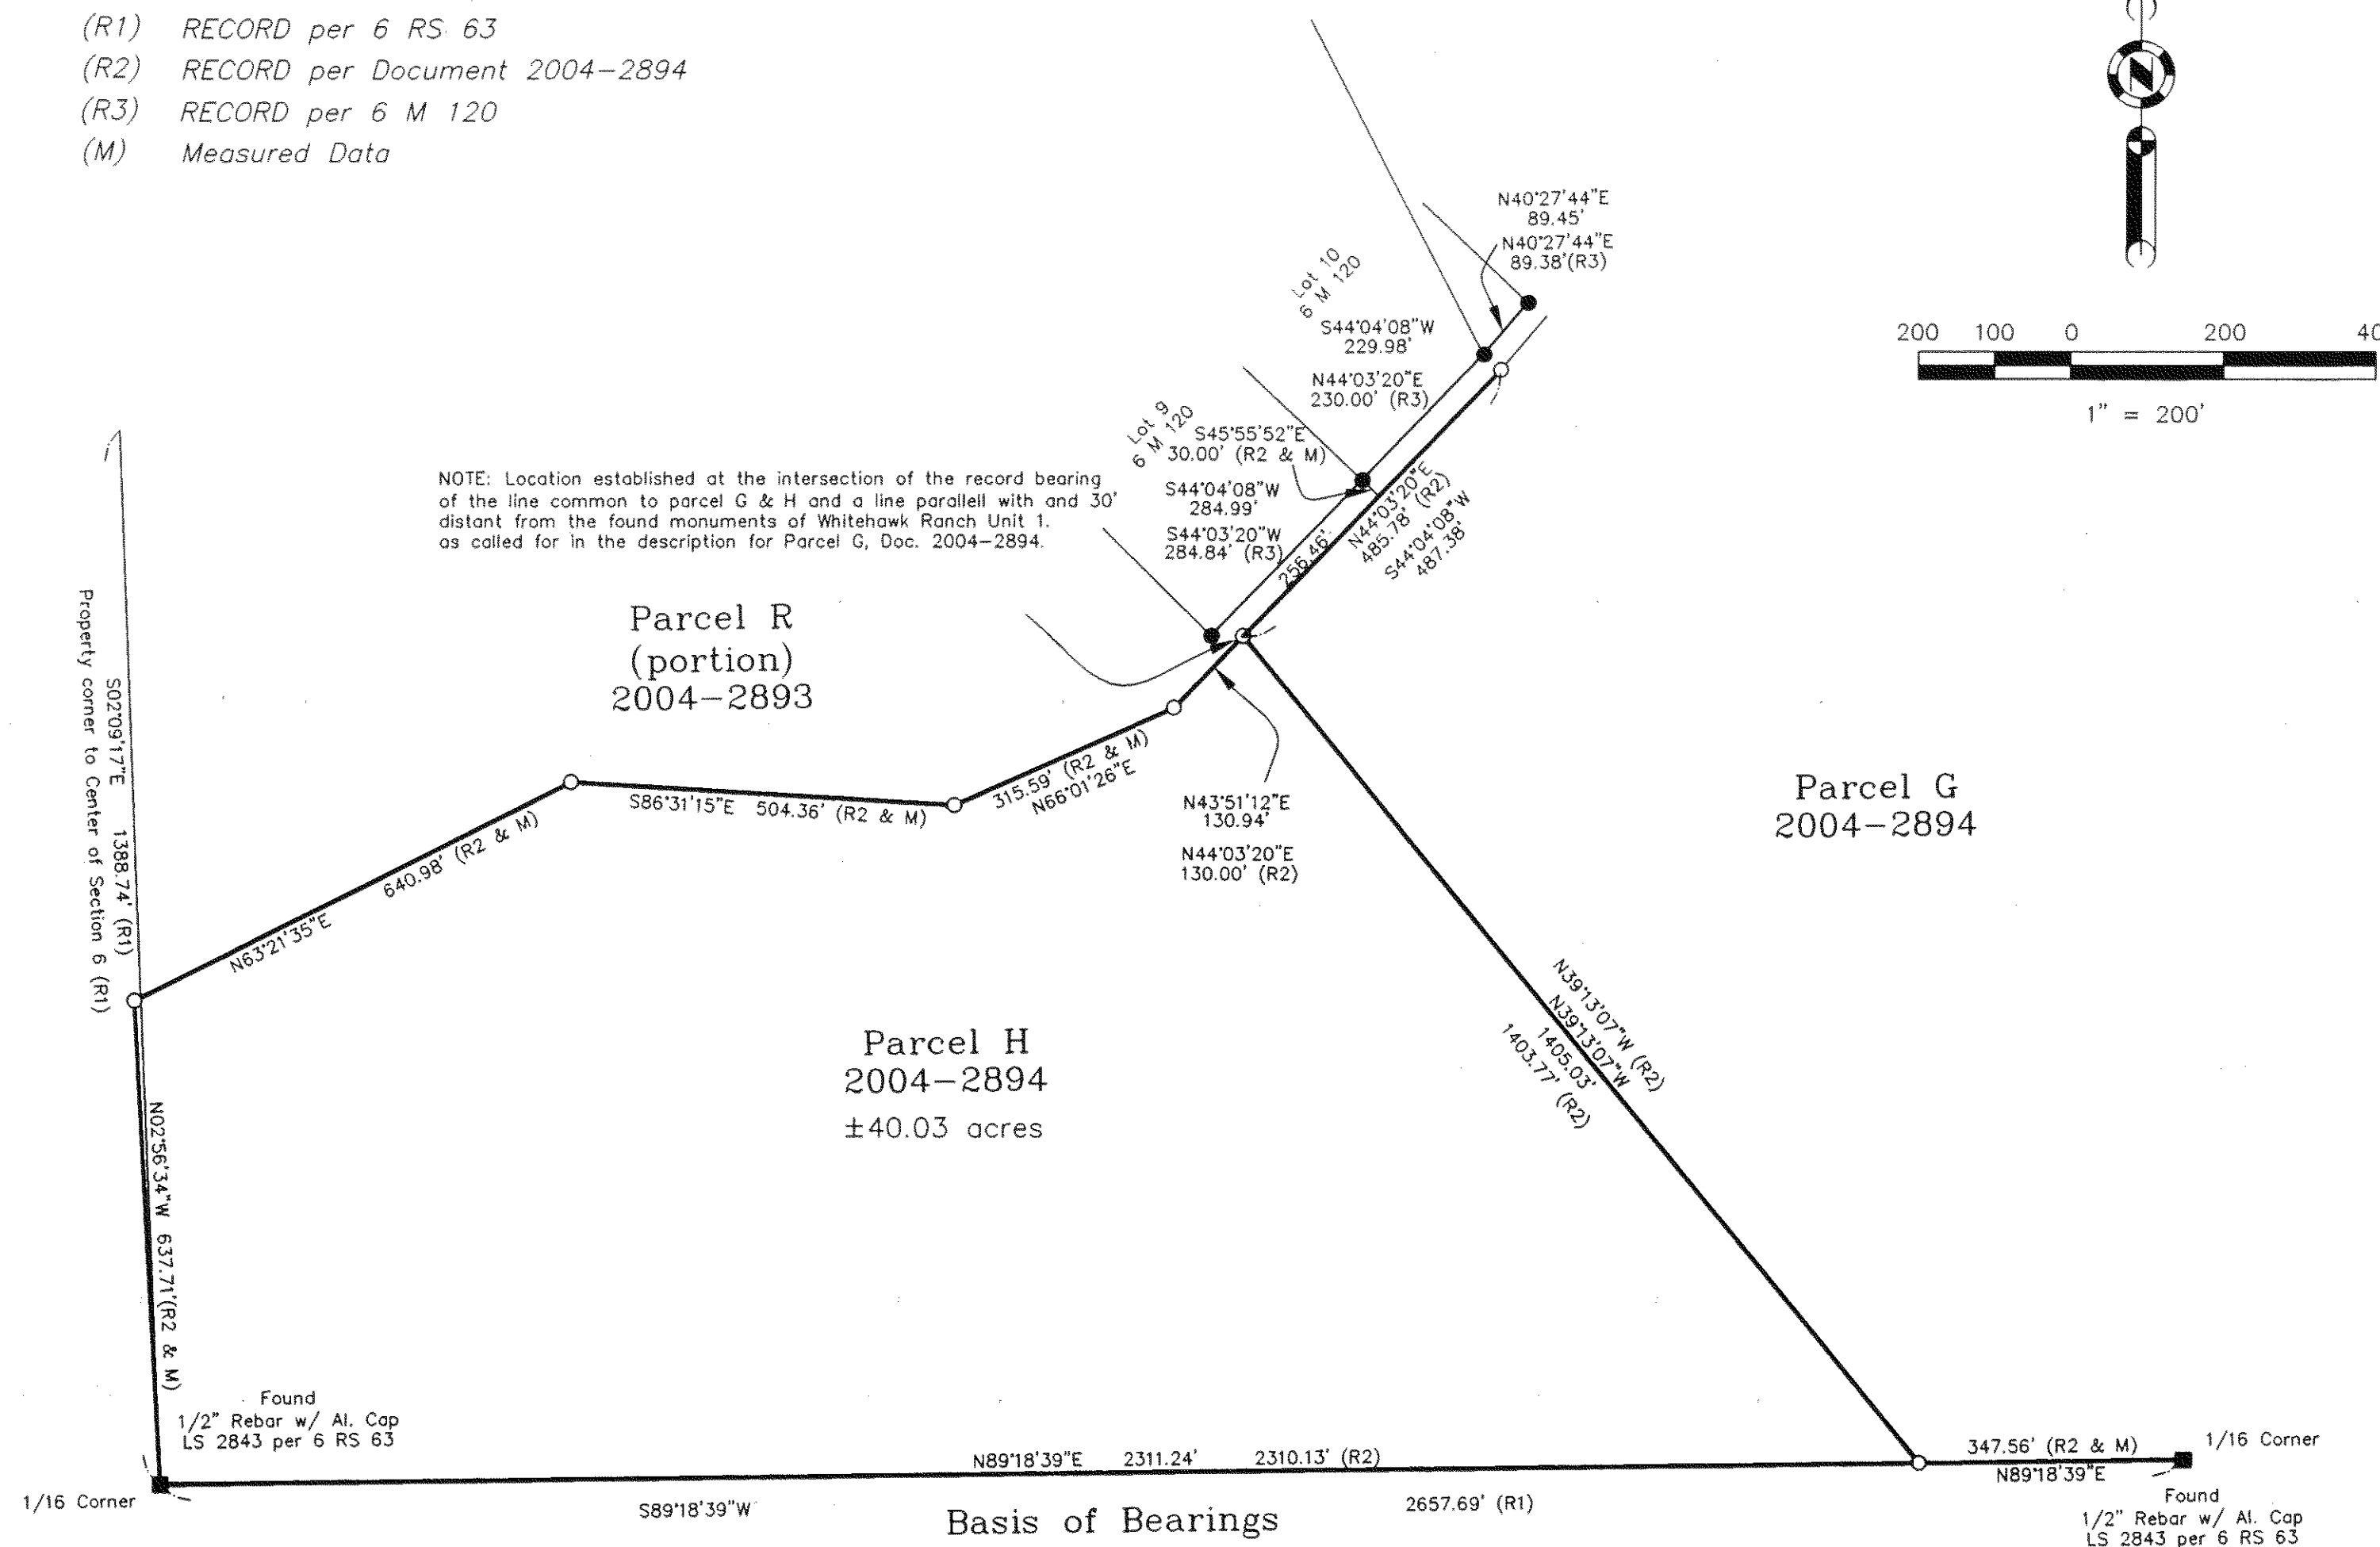 (R1) RECORD per 6 RS 63
(R2) RECORD per Document 2004-2894
(R3) RECORD per 6 M 120
(M) Measured Data
N
200 100 0 200 40
1" = 200'
N40°27'44"E
89.45'
N40°27'44"E
89.38'(R3)
Lot 10
6 M 120
S44°04'08"W
229.98'
N44°03'20"E
230.00' (R3)
Lot 9
6 M 120
S45°55'52"E
30.00' (R2 & M)
S44°04'08"W
284.99'
S44°03'20"W
284.84' (R3)
256.46'
N44°03'20"E
485.78' (R2)
S44°04'08"W
487.38'
NOTE: Location established at the intersection of the record bearing
of the line common to parcel G & H and a line parallell with and 30'
distant from the found monuments of Whitehawk Ranch Unit 1.
as called for in the description for Parcel G, Doc. 2004-2894.
Parcel R
(portion)
2004-2893
S02°09'17"E 1388.74' (R1)
Property corner to Center of Section 6 (R1)
N63°21'35"E 640.98' (R2 & M)
S86°31'15"E 504.36' (R2 & M)
315.59' (R2 & M)
N66°01'26"E
N43°51'12"E
130.94'
N44°03'20"E
130.00' (R2)
Parcel G
2004-2894
N39°13'07"W (R2)
N39°13'07"W
1405.03'
1403.77' (R2)
Parcel H
2004-2894
±40.03 acres
N02°56'34"W 637.71'(R2 & M)
Found
1/2" Rebar w/ Al. Cap
LS 2843 per 6 RS 63
1/16 Corner
N89°18'39"E 2311.24' 2310.13' (R2)
S89°18'39"W 2657.69' (R1)
Basis of Bearings
347.56' (R2 & M)
N89°18'39"E
1/16 Corner
Found
1/2" Rebar w/ Al. Cap
LS 2843 per 6 RS 63